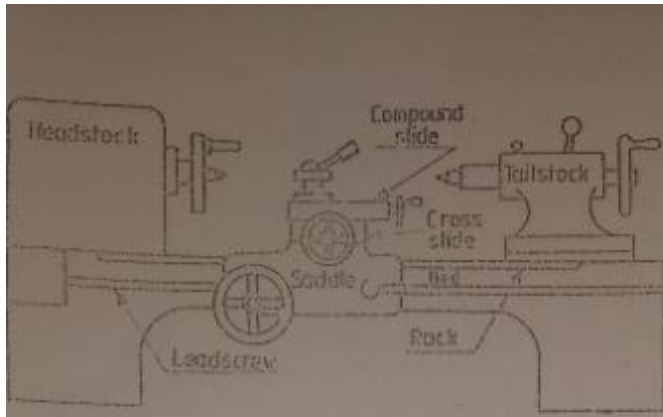 Compound
slide
Headstock
Tailstock
Cross
slide
Saddle
Bed
Rack
Leadscrew